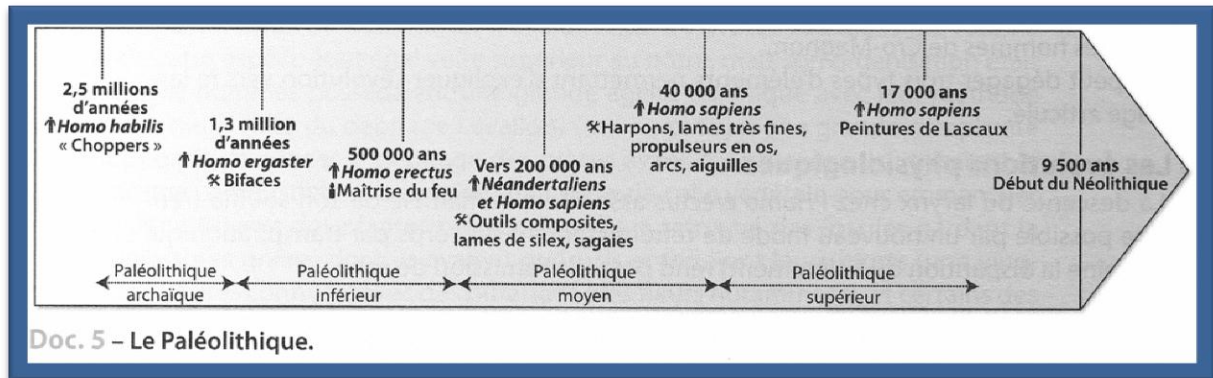 2,5 millions
d'années
Homo habilis
« Choppers »
1,3 million
d'années
Homo ergaster
Bifaces
500 000 ans
Homo erectus
Maîtrise du feu
Vers 200 000 ans
Néandertaliens
et Homo sapiens
Outils composites,
lames de silex, sagaies
40 000 ans
Homo sapiens
Harpons, lames très fines,
propulseurs en os,
arcs, aiguilles
17 000 ans
Homo sapiens
Peintures de Lascaux
9 500 ans
Début du Néolithique
Paléolithique
archaïque
Paléolithique
inférieur
Paléolithique
moyen
Paléolithique
supérieur
Doc. 5 – Le Paléolithique.